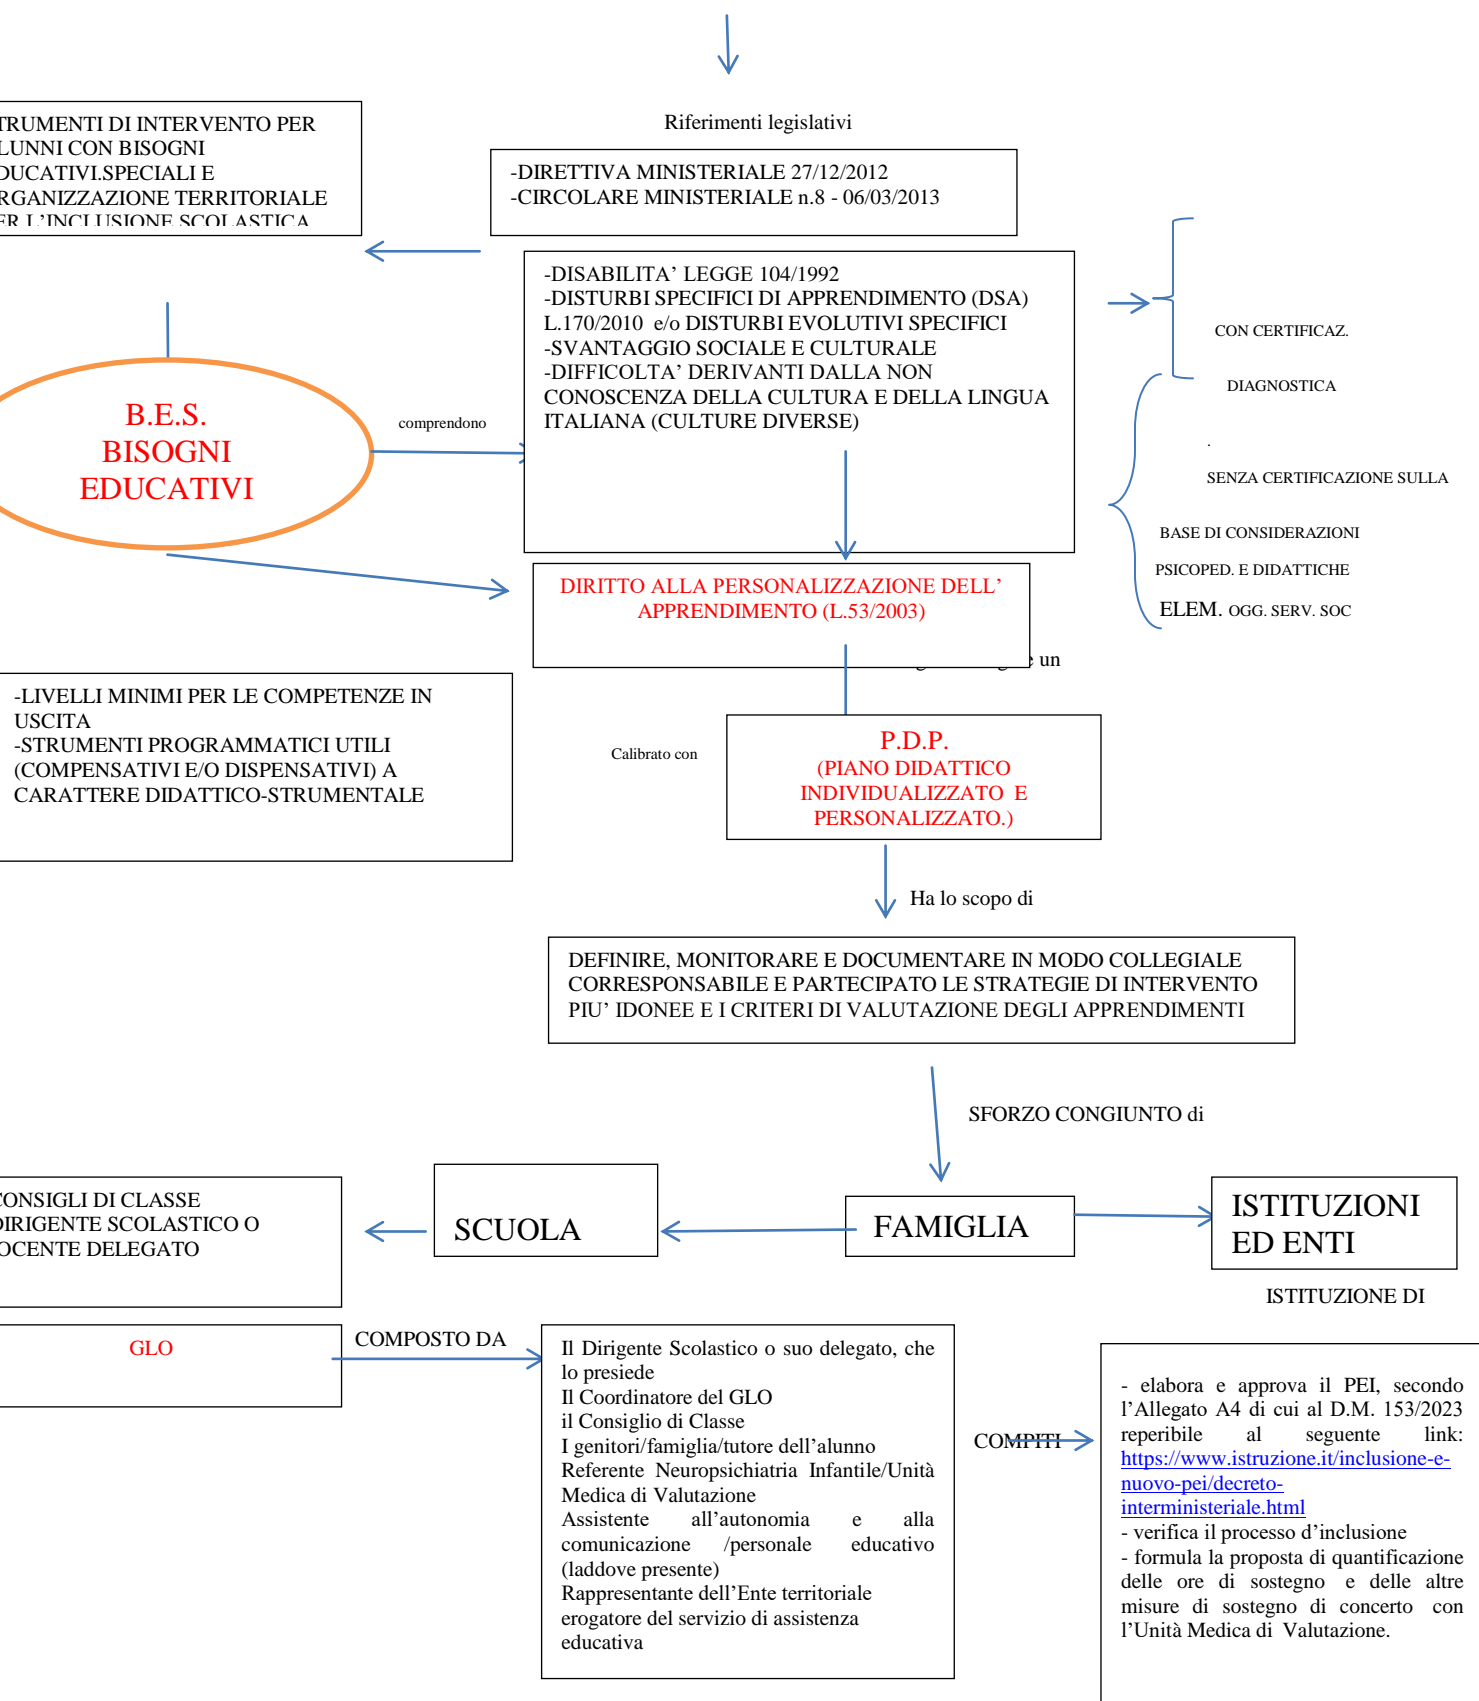 Riferimenti legislativi
TRUMENTI DI INTERVENTO PER
LUNNI CON BISOGNI
DUCATIVI.SPECIALI E
RGANIZZAZIONE TERRITORIALE
ER L'INCLUSIONE SCOLASTICA
-DIRETTIVA MINISTERIALE 27/12/2012
-CIRCOLARE MINISTERIALE n.8 - 06/03/2013
-DISABILITA' LEGGE 104/1992
-DISTURBI SPECIFICI DI APPRENDIMENTO (DSA)
L.170/2010 e/o DISTURBI EVOLUTIVI SPECIFICI
-SVANTAGGIO SOCIALE E CULTURALE
-DIFFICOLTA' DERIVANTI DALLA NON
CONOSCENZA DELLA CULTURA E DELLA LINGUA
ITALIANA (CULTURE DIVERSE)
CON CERTIFICAZ.
DIAGNOSTICA
.
SENZA CERTIFICAZIONE SULLA
BASE DI CONSIDERAZIONI
PSICOPED. E DIDATTICHE
ELEM. OGG. SERV. SOC
B.E.S.
BISOGNI
EDUCATIVI
comprendono
DIRITTO ALLA PERSONALIZZAZIONE DELL'
APPRENDIMENTO (L.53/2003)
un
-LIVELLI MINIMI PER LE COMPETENZE IN
USCITA
-STRUMENTI PROGRAMMATICI UTILI
(COMPENSATIVI E/O DISPENSATIVI) A
CARATTERE DIDATTICO-STRUMENTALE
Calibrato con
P.D.P.
(PIANO DIDATTICO
INDIVIDUALIZZATO E
PERSONALIZZATO.)
Ha lo scopo di
DEFINIRE, MONITORARE E DOCUMENTARE IN MODO COLLEGIALE
CORRESPONSABILE E PARTECIPATO LE STRATEGIE DI INTERVENTO
PIU' IDONEE E I CRITERI DI VALUTAZIONE DEGLI APPRENDIMENTI
SFORZO CONGIUNTO di
CONSIGLI DI CLASSE
DIRIGENTE SCOLASTICO O
OCENTE DELEGATO
SCUOLA
FAMIGLIA
ISTITUZIONI
ED ENTI
ISTITUZIONE DI
GLO
COMPOSTO DA
Il Dirigente Scolastico o suo delegato, che
lo presiede
Il Coordinatore del GLO
il Consiglio di Classe
I genitori/famiglia/tutore dell'alunno
Referente Neuropsichiatria Infantile/Unità
Medica di Valutazione
Assistente all'autonomia e alla
comunicazione /personale educativo
(laddove presente)
Rappresentante dell'Ente territoriale
erogatore del servizio di assistenza
educativa
COMPITI
- elabora e approva il PEI, secondo
l'Allegato A4 di cui al D.M. 153/2023
reperibile al seguente link:
https://www.istruzione.it/inclusione-e-
nuovo-pei/decreto-
interministeriale.html
- verifica il processo d'inclusione
- formula la proposta di quantificazione
delle ore di sostegno e delle altre
misure di sostegno di concerto con
l'Unità Medica di Valutazione.